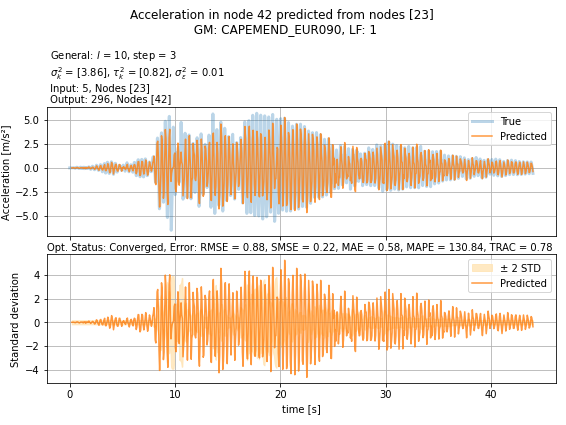 Acceleration in node 42 predicted from nodes [23]
GM: CAPEMEND_EUR090, LF: 1
General: l = 10, step = 3
σ²ₖ = [3.86], τ²ₖ = [0.82], σ²ᵣ = 0.01
Input: 5, Nodes [23]
Output: 296, Nodes [42]
5.0
2.5
0.0
−2.5
−5.0
Acceleration [m/s²]
True
Predicted
Opt. Status: Converged, Error: RMSE = 0.88, SMSE = 0.22, MAE = 0.58, MAPE = 130.84, TRAC = 0.78
4
2
0
−2
−4
Standard deviation
± 2 STD
Predicted
0
10
20
30
40
time [s]